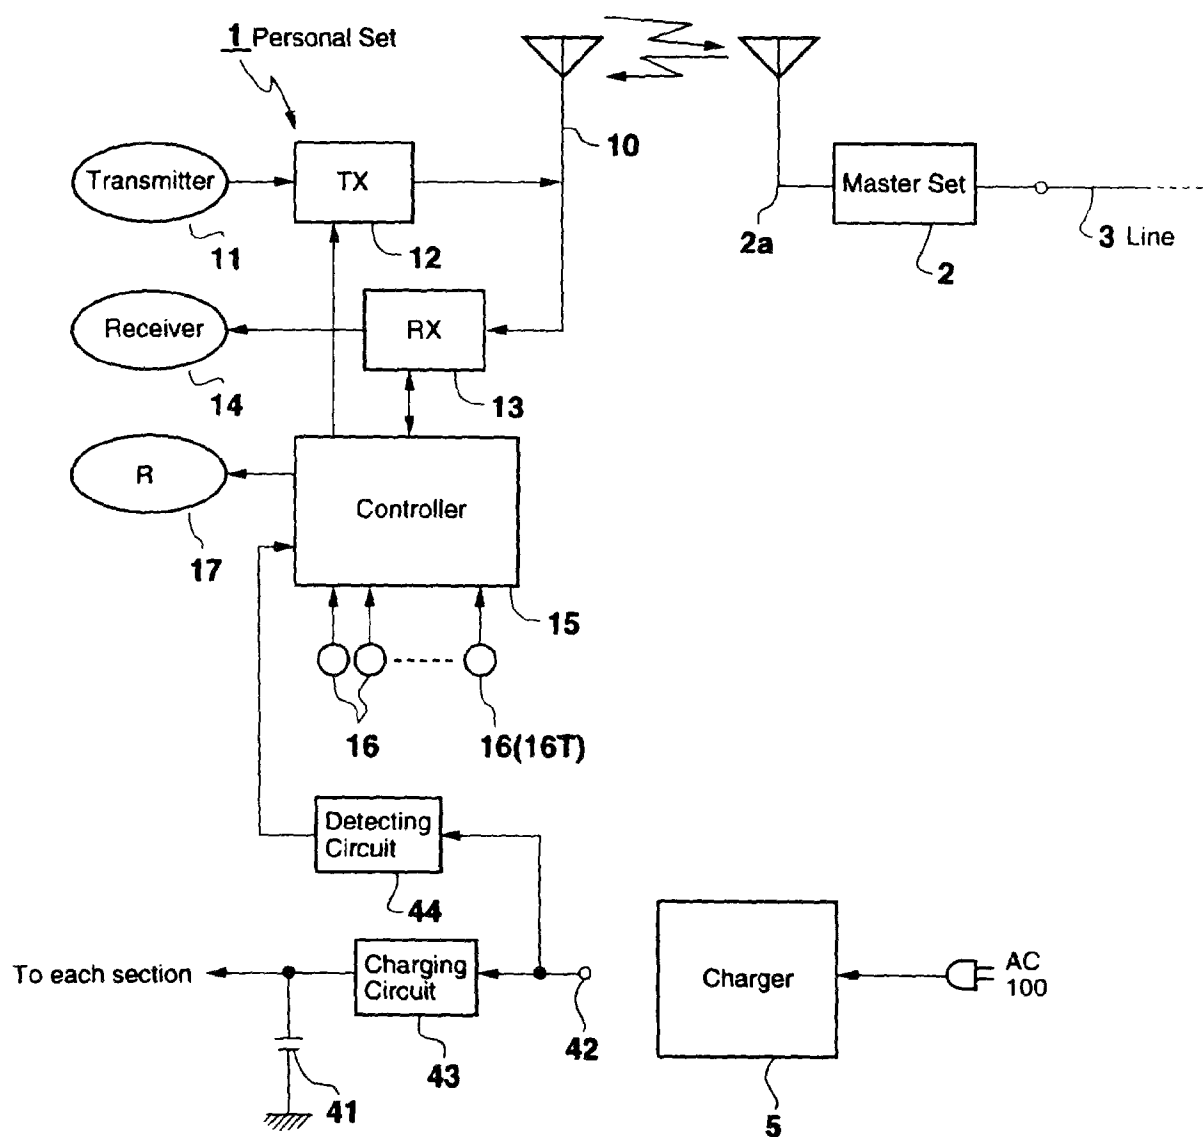 1 Personal Set
10
Transmitter
TX
Master Set
11
12
2a
2
3 Line
Receiver
RX
14
13
R
Controller
17
15
16
16(16T)
Detecting
Circuit
44
To each section
Charging
Circuit
Charger
AC
100
42
43
41
5